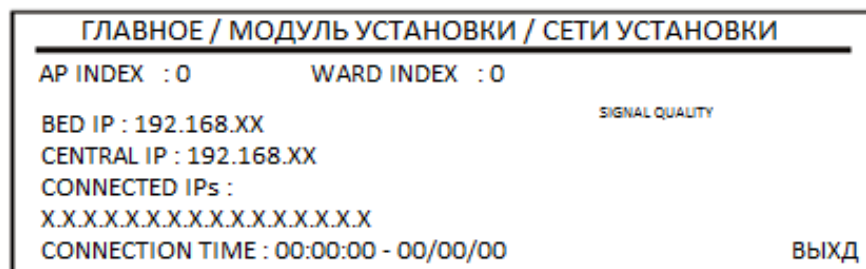 ГЛАВНОЕ / МОДУЛЬ УСТАНОВКИ / СЕТИ УСТАНОВКИ
AP INDEX : 0 WARD INDEX : 0
SIGNAL QUALITY
BED IP : 192.168.XX
CENTRAL IP : 192.168.XX
CONNECTED IPs :
X.X.X.X.X.X.X.X.X.X.X.X.X.X.X.X
CONNECTION TIME : 00:00:00 - 00/00/00 ВЫХД